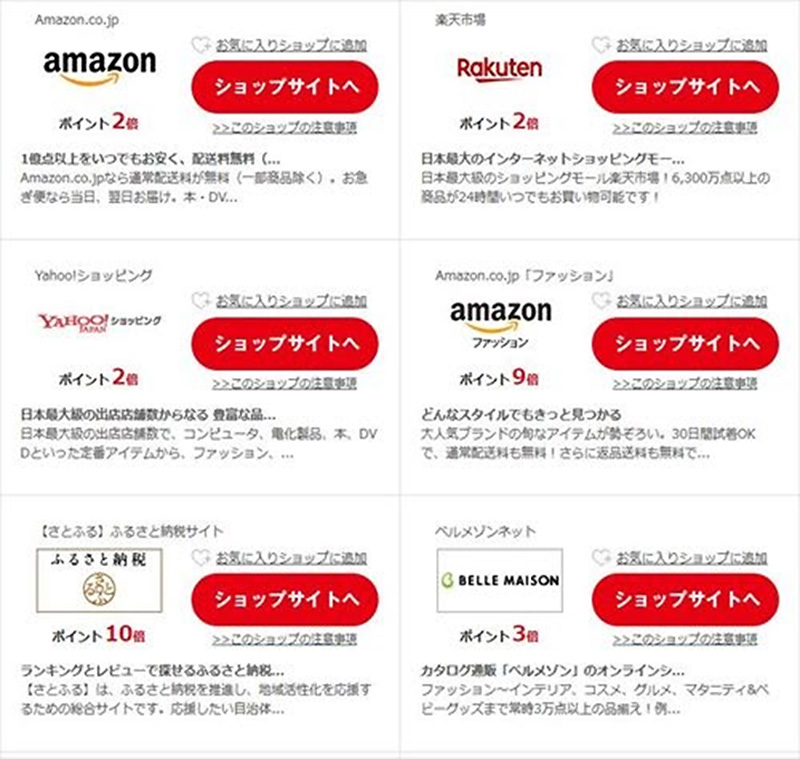 Amazon.co.jp
amazon
お気に入りショップに追加
ショップサイトへ
ポイント2倍
>>このショップの注意事項
1億点以上をいつでもお安く、配送料無料（...
Amazon.co.jpなら通常配送料が無料（一部商品除く）。お急
ぎ便なら当日、翌日お届け。本・DV...
楽天市場
Rakuten
お気に入りショップに追加
ショップサイトへ
ポイント2倍
>>このショップの注意事項
日本最大のインターネットショッピングモー...
日本最大級のショッピングモール楽天市場！6,300万点以上の
商品が24時間いつでもお買い物可能です！
Yahoo!ショッピング
YAHOO!ショッピング
JAPAN
お気に入りショップに追加
ショップサイトへ
ポイント2倍
>>このショップの注意事項
日本最大級の出店店舗数からなる 豊富な品...
日本最大級の出店店舗数で、コンピュータ、電化製品、本、DV
Dといった定番アイテムから、ファッション、...
Amazon.co.jp「ファッション」
amazon
ファッション
お気に入りショップに追加
ショップサイトへ
ポイント9倍
>>このショップの注意事項
どんなスタイルでもきっと見つかる
大人気ブランドの旬なアイテムが勢ぞろい。30日間試着OK
で、通常配送料も無料！さらに返品送料も無料で...
【さとふる】ふるさと納税サイト
ふるさと納税
さとふる
お気に入りショップに追加
ショップサイトへ
ポイント10倍
>>このショップの注意事項
ランキングとレビューで探せるふるさと納税...
【さとふる】は、ふるさと納税を推進し、地域活性化を応援す
るための総合サイトです。応援したい自治体...
ベルメゾンネット
BELLE MAISON
お気に入りショップに追加
ショップサイトへ
ポイント3倍
>>このショップの注意事項
カタログ通販「ベルメゾン」のオンラインシ...
ファッション～インテリア、コスメ、グルメ、マタニティ&ベ
ビーグッズまで常時3万点以上の品揃え！例...